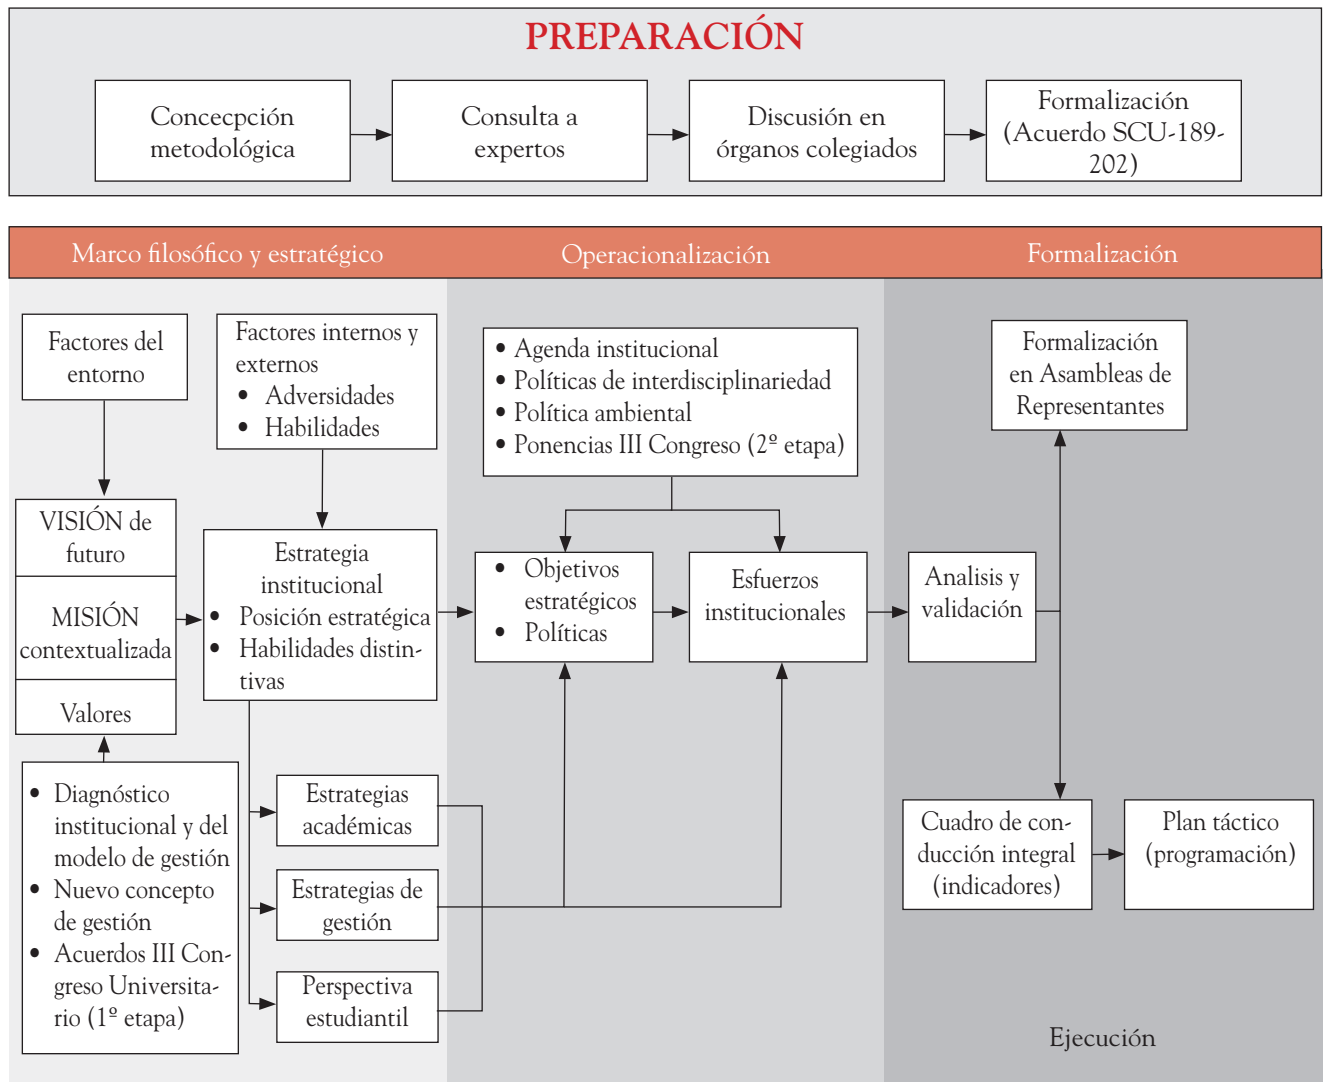 PREPARACIÓN
Concecpción
metodológica
Consulta a
expertos
Discusión en
órganos colegiados
Formalización
(Acuerdo SCU-189-
202)
Marco filosófico y estratégico
Operacionalización
Formalización
Factores del
entorno
Factores internos y
externos
• Adversidades
• Habilidades
VISIÓN de
futuro
MISIÓN
contextualizada
Valores
Estrategia
institucional
• Posición estratégica
• Habilidades distin-
tivas
• Diagnóstico
institucional y del
modelo de gestión
• Nuevo concepto
de gestión
• Acuerdos III Con-
greso Universita-
rio (1º etapa)
Estrategias
académicas
Estrategias de
gestión
Perspectiva
estudiantil
• Agenda institucional
• Políticas de interdisciplinariedad
• Política ambiental
• Ponencias III Congreso (2º etapa)
• Objetivos
estratégicos
• Políticas
Esfuerzos
institucionales
Formalización
en Asambleas de
Representantes
Analisis y
validación
Cuadro de con-
ducción integral
(indicadores)
Plan táctico
(programación)
Ejecución